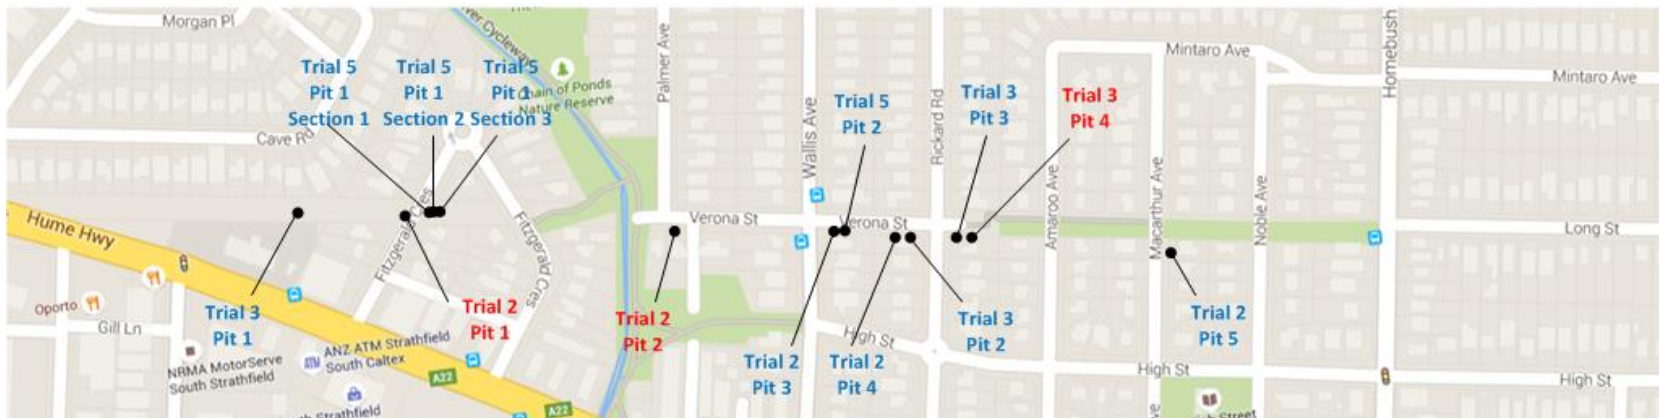 Morgan Pl
Trial 5
Pit 1
Section 1
Trial 5
Pit 1
Section 2
Trial 5
Pit 1
Section 3
Cycleway
Chain of Ponds
Nature Reserve
Palmer Ave
Wallis Ave
Trial 5
Pit 2
Rickard Rd
Trial 3
Pit 3
Trial 3
Pit 4
Mintaro Ave
Homebush
Mintaro Ave
Cave Rd
Hume Hwy
Fitzgerald Cres
Fitzgerald Cres
Verona St
Verona St
Amaroo Ave
Macarthur Ave
Noble Ave
Long St
Oporto
Gill Ln
Trial 3
Pit 1
Trial 2
Pit 1
Trial 2
Pit 2
Trial 2
Pit 3
Trial 2
Pit 4
Trial 3
Pit 2
Trial 2
Pit 5
High St
High St
High St
NRMA MotorServe
South Strathfield
ANZ ATM Strathfield
South Caltex
A22
A22
Strathfield
Street